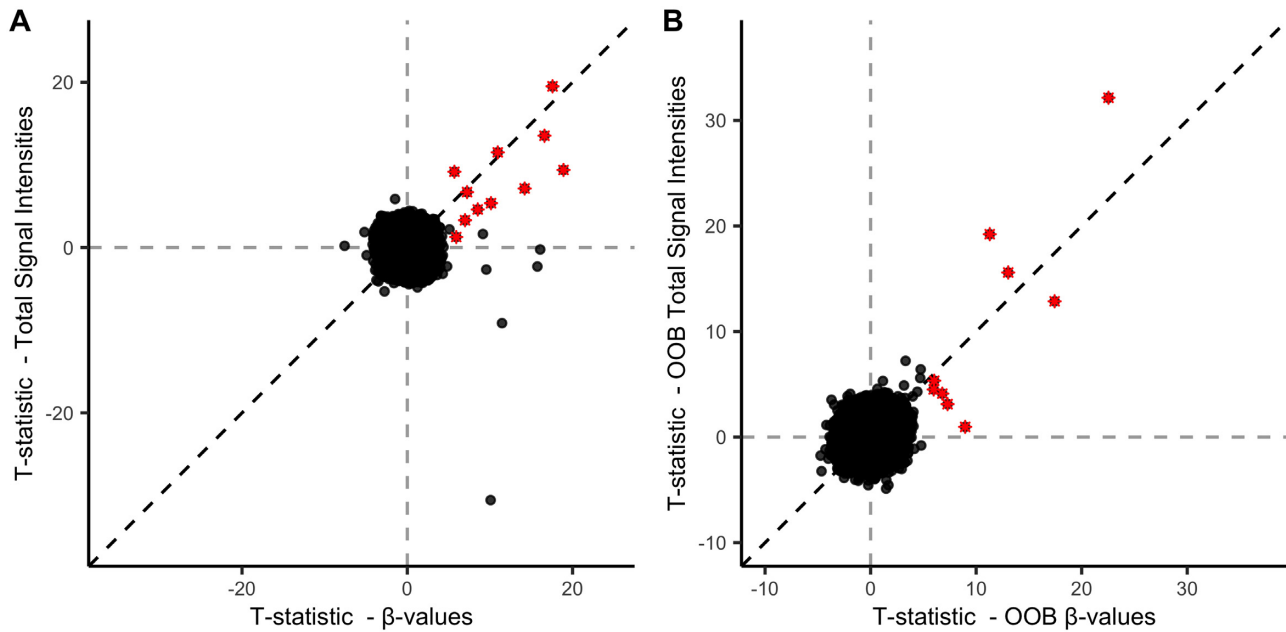 A
20
0
-20
T-statistic - Total Signal Intensities
-20
0
20
T-statistic - β-values
B
30
20
10
0
-10
T-statistic - OOB Total Signal Intensities
-10
0
10
20
30
T-statistic - OOB β-values